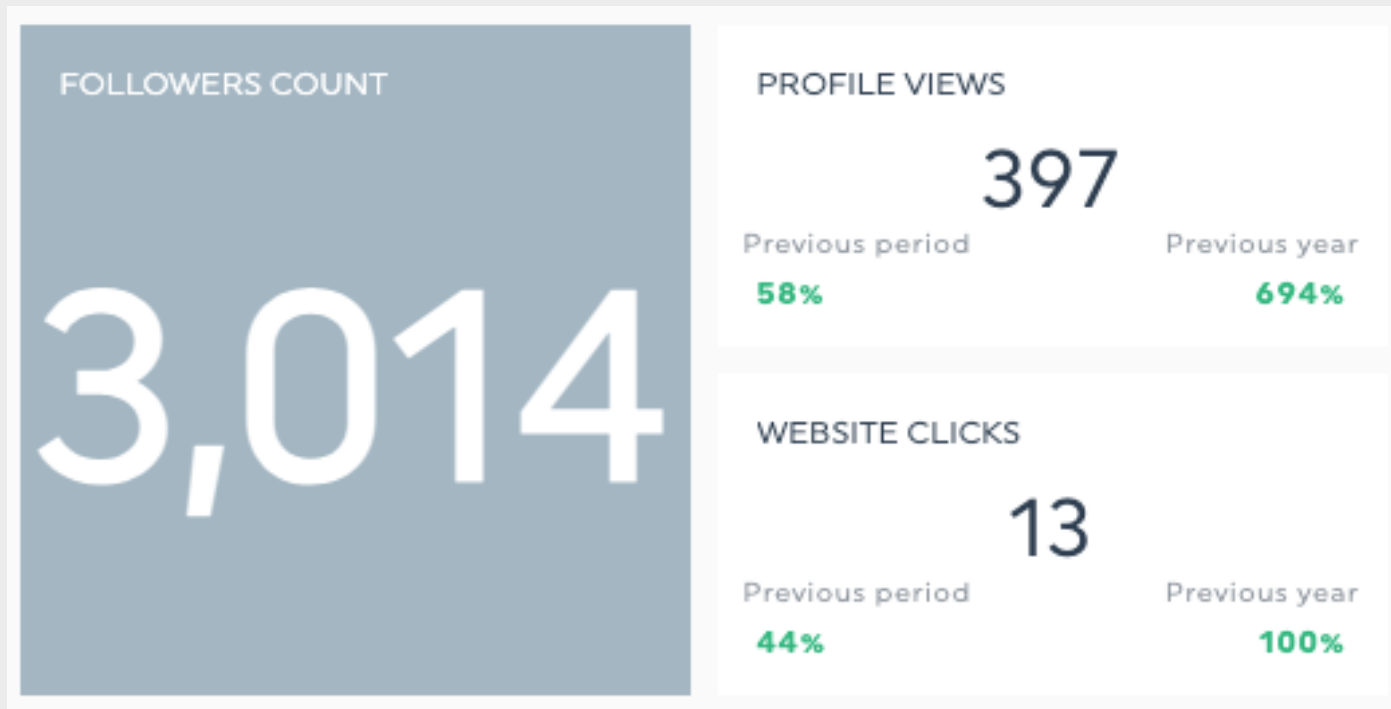 FOLLOWERS COUNT
3,014
PROFILE VIEWS
397
Previous period Previous year
58% 694%
WEBSITE CLICKS
13
Previous period Previous year
44% 100%